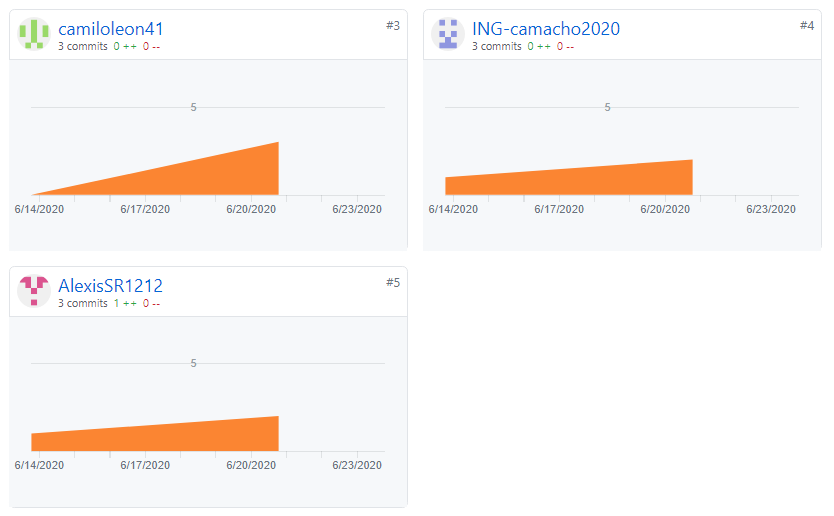 camiloleon41 #3
3 commits 0 ++ 0 --
5
6/14/2020 6/17/2020 6/20/2020 6/23/2020
ING-camacho2020 #4
3 commits 0 ++ 0 --
5
6/14/2020 6/17/2020 6/20/2020 6/23/2020
AlexisSR1212 #5
3 commits 1 ++ 0 --
5
6/14/2020 6/17/2020 6/20/2020 6/23/2020